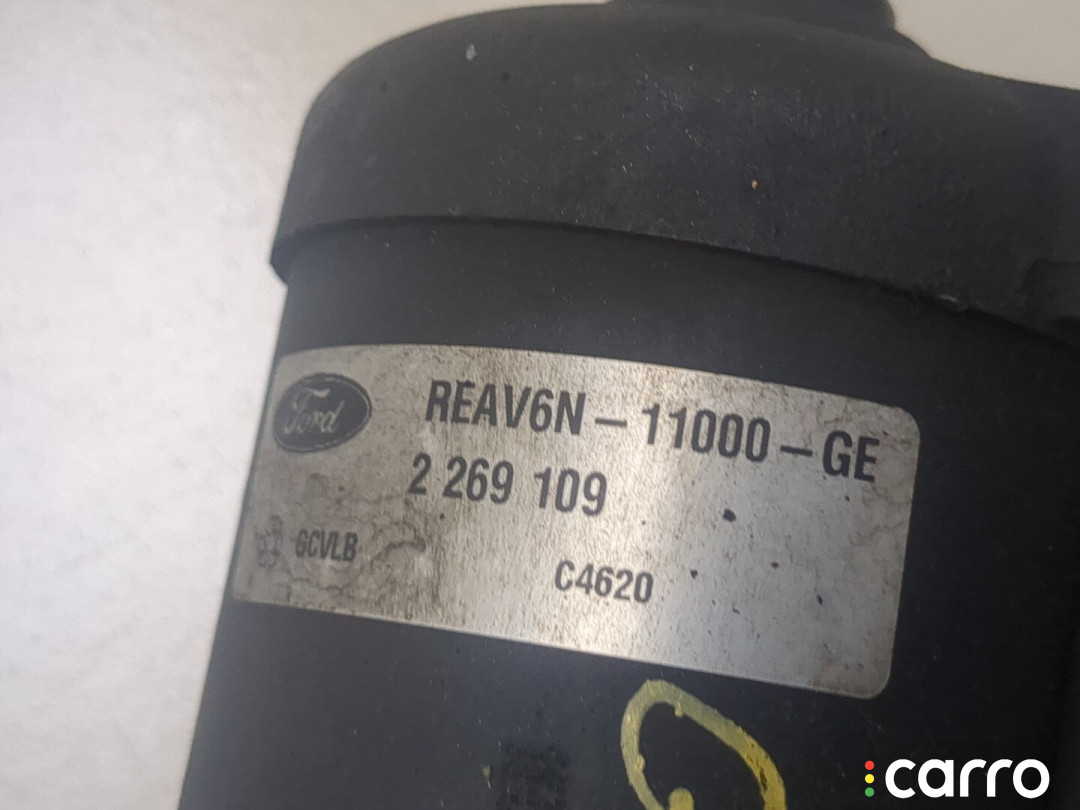 Ford
REAV6N-11000-GE
2 269 109
GCVLB
C4620
carro